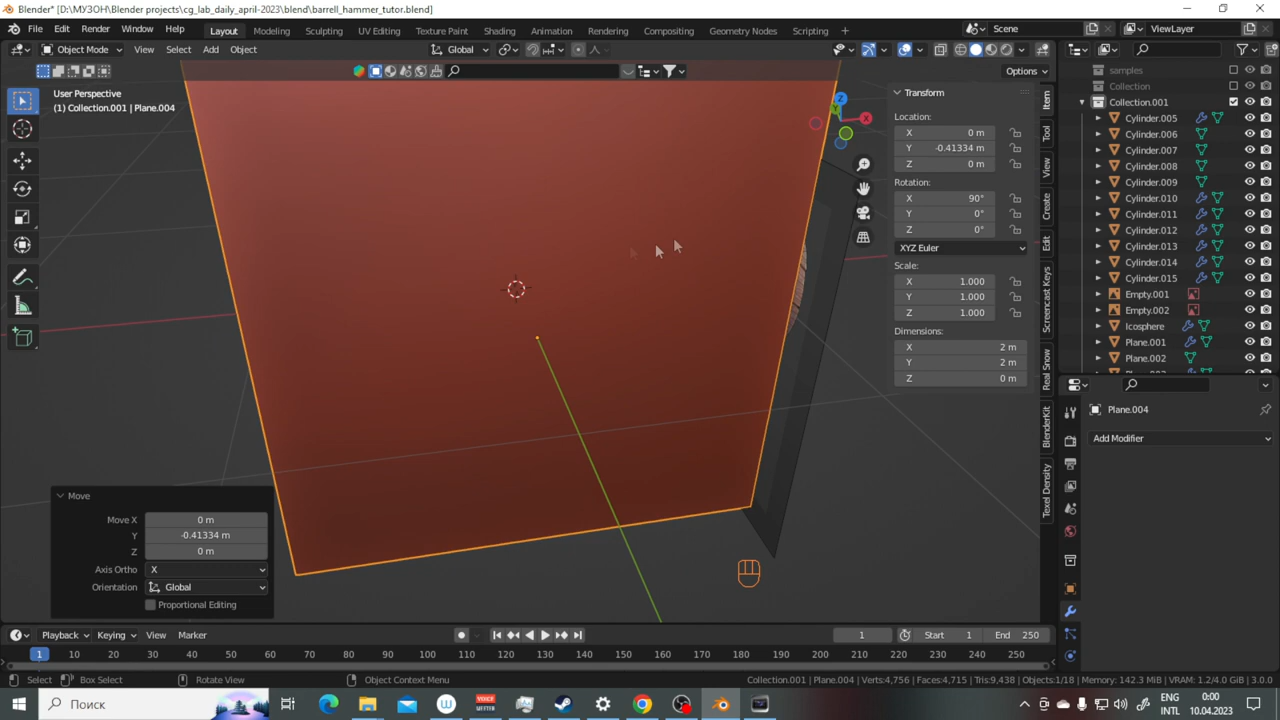 Blender* [D:\МУЗОН\Blender projects\cg_lab_daily_april-2023\blend\barrell_hammer_tutor.blend]
File Edit Render Window Help Layout Modeling Sculpting UV Editing Texture Paint Shading Animation Rendering Compositing Geometry Nodes Scripting Scene ViewLayer
Object Mode View Select Add Object Global
Options
User Perspective
(1) Collection.001 | Plane.004
Z
Y
X
Transform
Location:
X 0 m
Y -0.41334 m
Z 0 m
Rotation:
X 90°
Y 0°
Z 0°
XYZ Euler
Scale:
X 1.000
Y 1.000
Z 1.000
Dimensions:
X 2 m
Y 2 m
Z 0 m
Item
Tool
View
Create
Edit
Screencast Keys
Real Snow
BlenderKit
Texel Density
samples
Collection
Collection.001
Cylinder.005
Cylinder.006
Cylinder.007
Cylinder.008
Cylinder.009
Cylinder.010
Cylinder.011
Cylinder.012
Cylinder.013
Cylinder.014
Cylinder.015
Empty.001
Empty.002
Icosphere
Plane.001
Plane.002
Plane.004
Add Modifier
Move
Move X 0 m
Y -0.41334 m
Z 0 m
Axis Ortho X
Orientation Global
Proportional Editing
Playback Keying View Marker 1 Start 1 End 250
1 10 20 30 40 50 60 70 80 90 100 110 120 130 140 150 160 170 180 190 200 210 220 230 240 250
Select Box Select Rotate View Object Context Menu Collection.001 | Plane.004 | Verts:4,756 | Faces:4,715 | Tris:9,438 | Objects:1/18 | Memory: 142.3 MiB | VRAM: 1.2/4.0 GiB | 3.0.0
Поиск
VOICE
ENG
INTL
0:00
10.04.2023